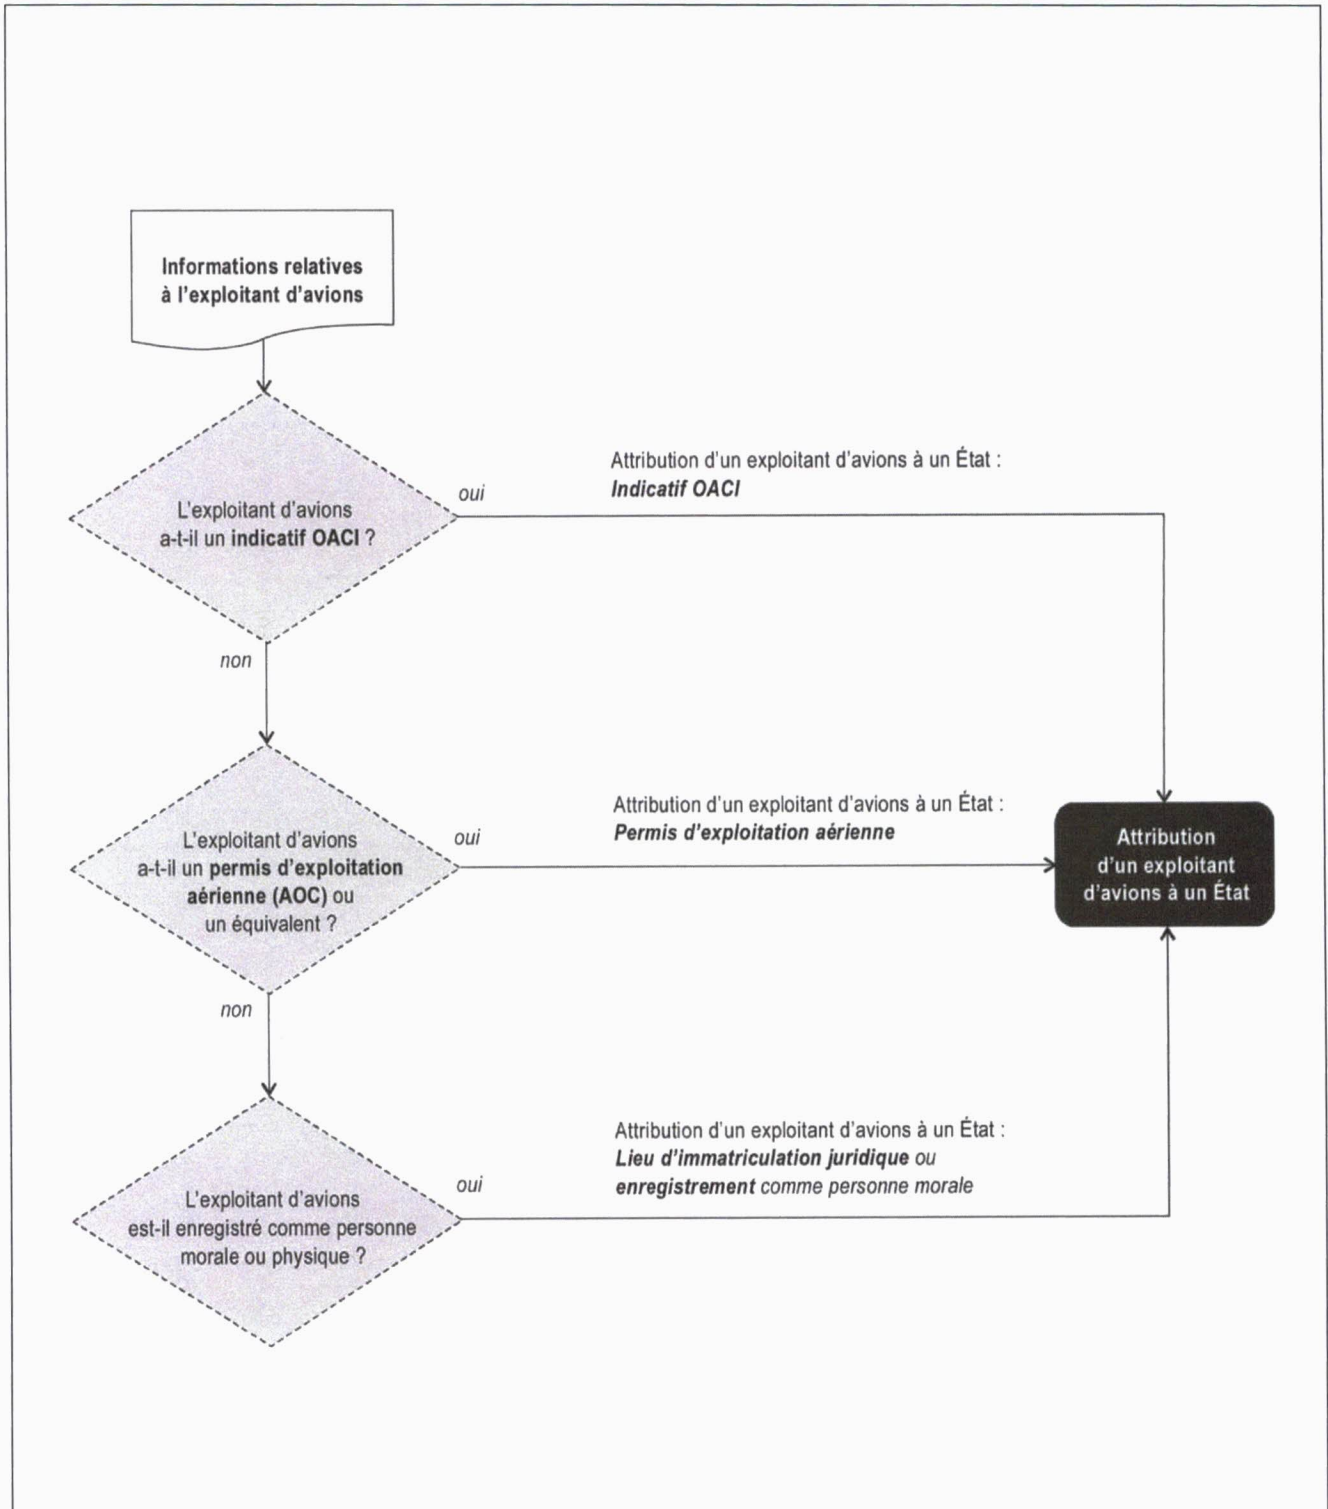 Informations relatives
à l'exploitant d'avions
L'exploitant d'avions
a-t-il un indicatif OACI ?
oui
Attribution d'un exploitant d'avions à un État :
Indicatif OACI
non
L'exploitant d'avions
a-t-il un permis d'exploitation
aérienne (AOC) ou
un équivalent ?
oui
Attribution d'un exploitant d'avions à un État :
Permis d'exploitation aérienne
Attribution
d'un exploitant
d'avions à un État
non
L'exploitant d'avions
est-il enregistré comme personne
morale ou physique ?
oui
Attribution d'un exploitant d'avions à un État :
Lieu d'immatriculation juridique ou
enregistrement comme personne morale